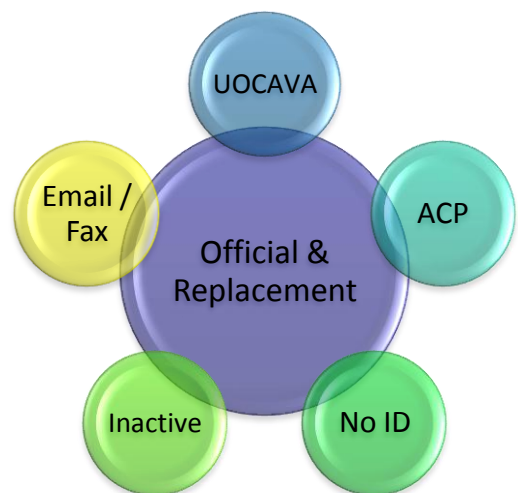 UOCAVA
Email /
Fax
ACP
Official &
Replacement
Inactive
No ID